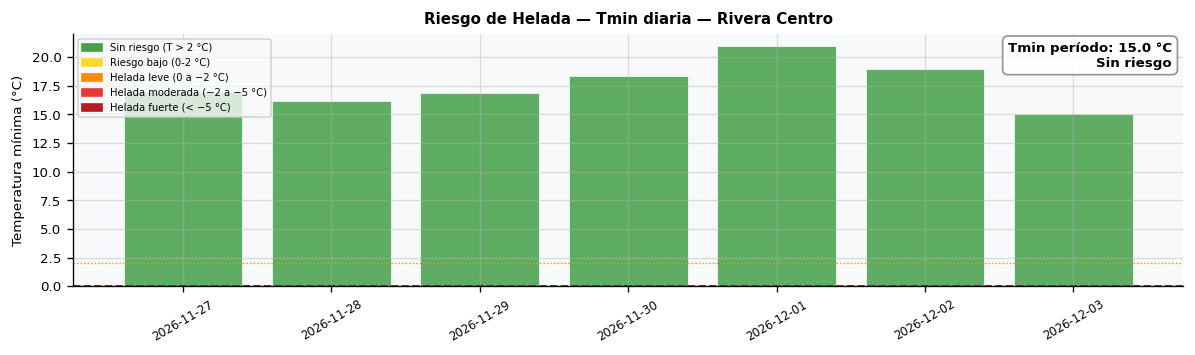 Riesgo de Helada — Tmin diaria — Rivera Centro
Temperatura mínima (°C)
20.0
17.5
15.0
12.5
10.0
7.5
5.0
2.5
0.0
Sin riesgo (T > 2 °C)
Riesgo bajo (0-2 °C)
Helada leve (0 a −2 °C)
Helada moderada (−2 a −5 °C)
Helada fuerte (< −5 °C)
Tmin período: 15.0 °C
Sin riesgo
2026-11-27
2026-11-28
2026-11-29
2026-11-30
2026-12-01
2026-12-02
2026-12-03